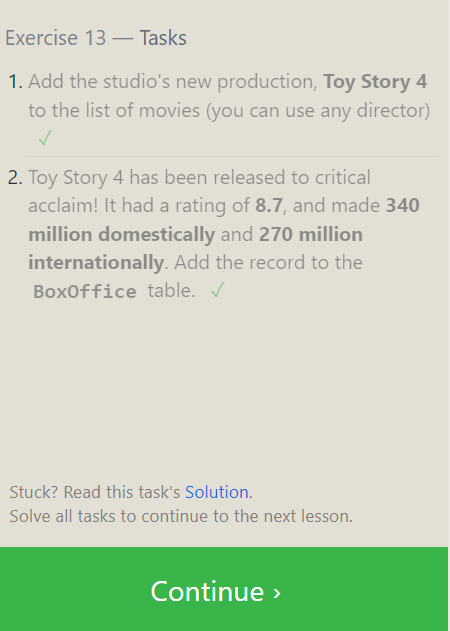 Exercise 13 — Tasks
1. Add the studio's new production, Toy Story 4
to the list of movies (you can use any director)
✓
2. Toy Story 4 has been released to critical
acclaim! It had a rating of 8.7, and made 340
million domestically and 270 million
internationally. Add the record to the
BoxOffice table. ✓
Stuck? Read this task's Solution.
Solve all tasks to continue to the next lesson.
Continue ›